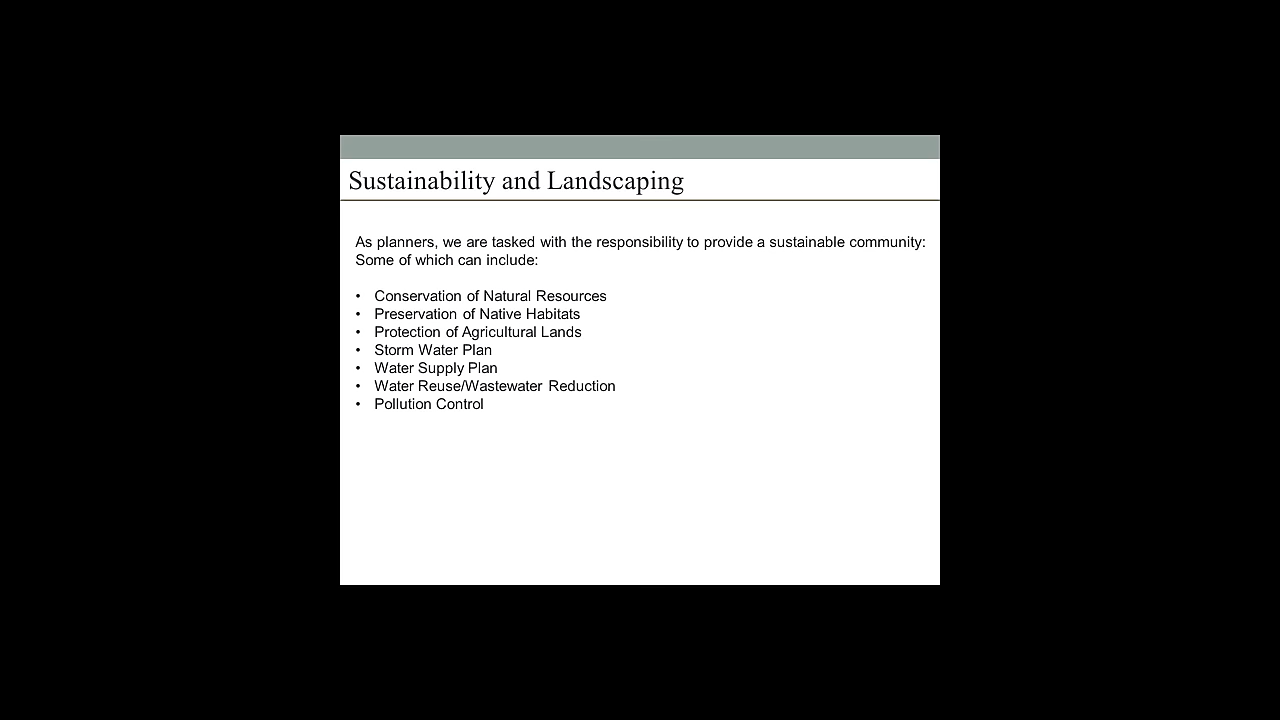 Sustainability and Landscaping
As planners, we are tasked with the responsibility to provide a sustainable community:
Some of which can include:
• Conservation of Natural Resources
• Preservation of Native Habitats
• Protection of Agricultural Lands
• Storm Water Plan
• Water Supply Plan
• Water Reuse/Wastewater Reduction
• Pollution Control